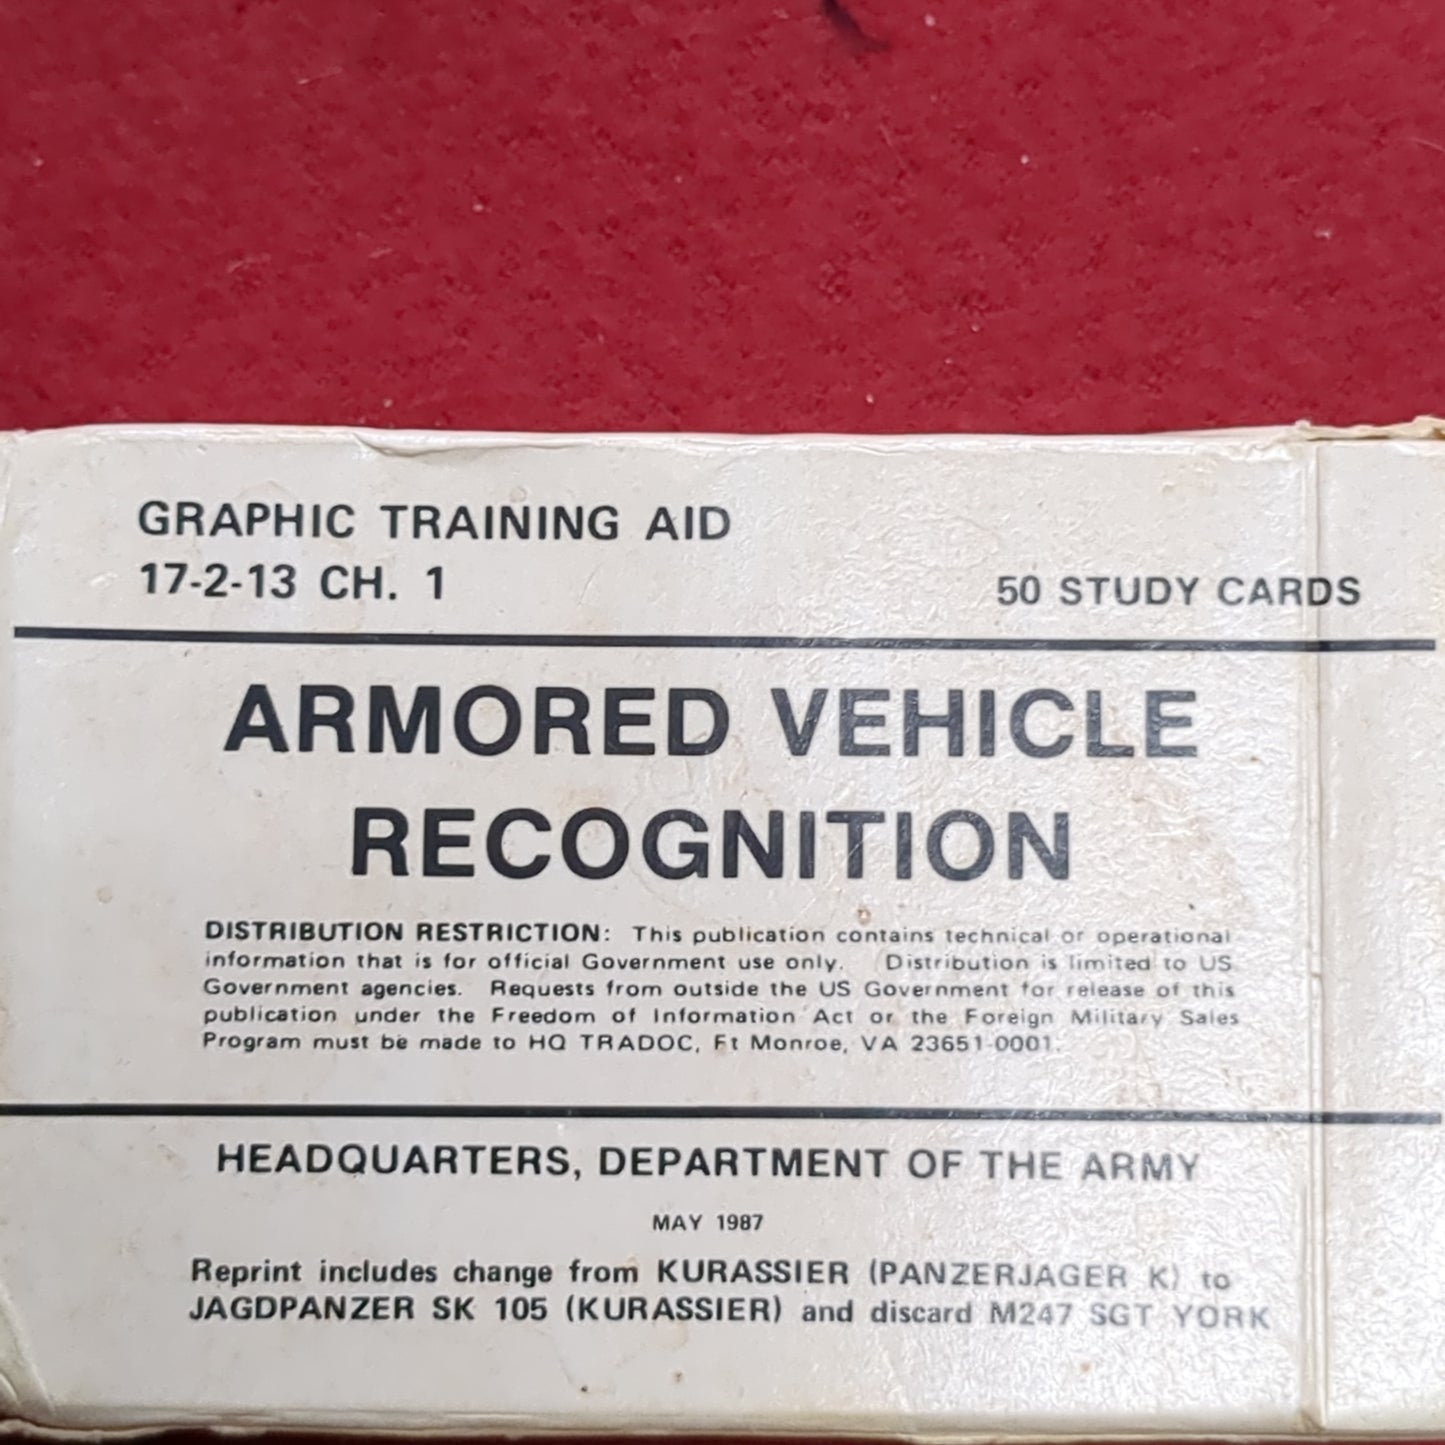 GRAPHIC TRAINING AID
17-2-13 CH. 1
50 STUDY CARDS
ARMORED VEHICLE
RECOGNITION
DISTRIBUTION RESTRICTION: This publication contains technical or operational
information that is for official Government use only. Distribution is limited to US
Government agencies. Requests from outside the US Government for release of this
publication under the Freedom of Information Act or the Foreign Military Sales
Program must be made to HQ TRADOC, Ft Monroe, VA 23651-0001.
HEADQUARTERS, DEPARTMENT OF THE ARMY
MAY 1987
Reprint includes change from KURASSIER (PANZERJAGER K) to
JAGDPANZER SK 105 (KURASSIER) and discard M247 SGT YORK